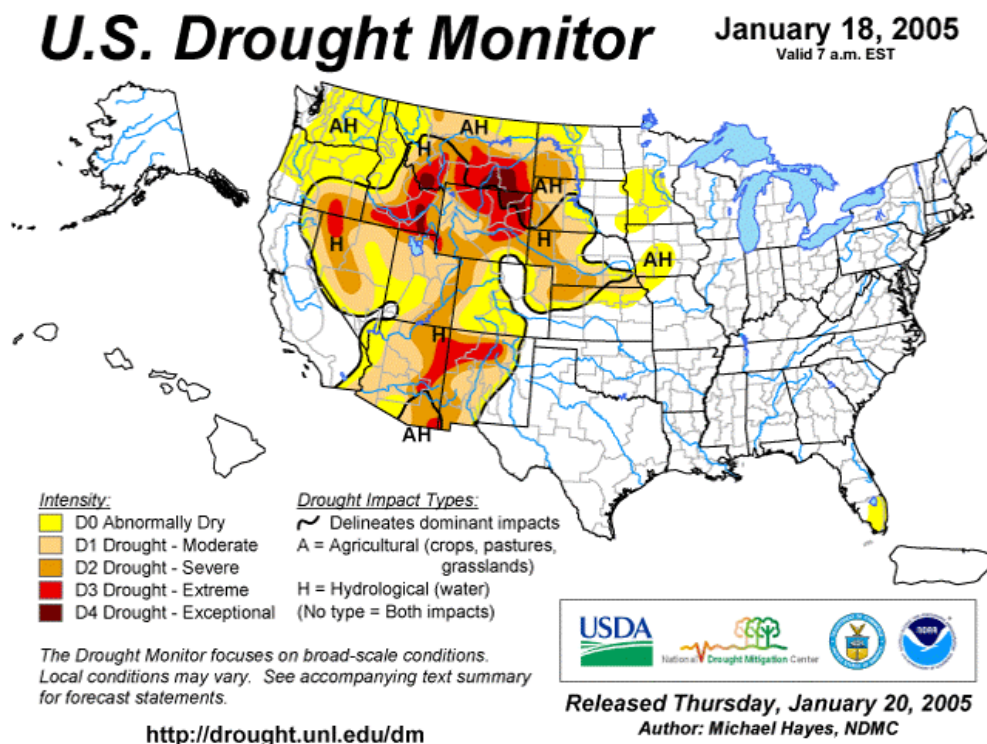 U.S. Drought Monitor
January 18, 2005
Valid 7 a.m. EST
AH
AH
H
AH
H
H
AH
H
AH
Intensity:
D0 Abnormally Dry
D1 Drought - Moderate
D2 Drought - Severe
D3 Drought - Extreme
D4 Drought - Exceptional
Drought Impact Types:
Delineates dominant impacts
A = Agricultural (crops, pastures,
grasslands)
H = Hydrological (water)
(No type = Both impacts)
The Drought Monitor focuses on broad-scale conditions.
Local conditions may vary. See accompanying text summary
for forecast statements.
http://drought.unl.edu/dm
USDA
National Drought Mitigation Center
NOAA
Released Thursday, January 20, 2005
Author: Michael Hayes, NDMC